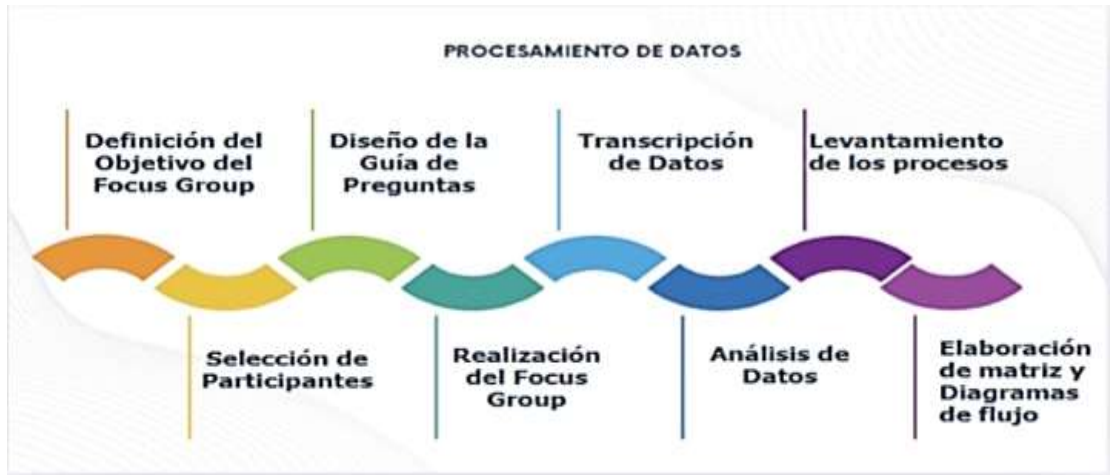 PROCESAMIENTO DE DATOS
Definición del
Objetivo del
Focus Group
Selección de
Participantes
Diseño de la
Guía de
Preguntas
Realización
del Focus
Group
Transcripción
de Datos
Análisis de
Datos
Levantamiento
de los procesos
Elaboración
de matriz y
Diagramas
de flujo